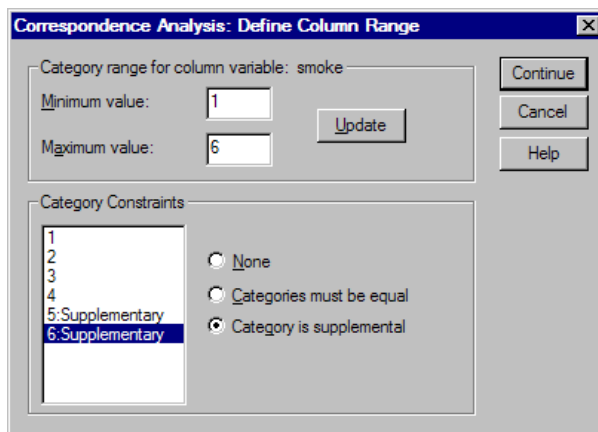 Correspondence Analysis: Define Column Range
Category range for column variable: smoke
Minimum value:
1
Maximum value:
6
Update
Continue
Cancel
Help
Category Constraints
1
2
3
4
5:Supplementary
6:Supplementary
None
Categories must be equal
Category is supplemental